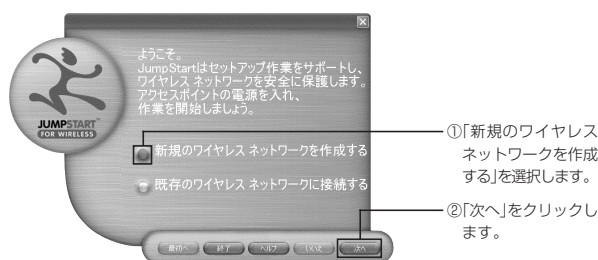 ようこそ。
JumpStartはセットアップ作業をサポートし、
ワイヤレス ネットワークを安全に保護します。
アクセスポイントの電源を入れ、
作業を開始しましょう。
JUMPSTART™
FOR WIRELESS
新規のワイヤレス ネットワークを作成する
既存のワイヤレス ネットワークに接続する
最初へ 終了 ヘルプ いいえ 次へ
①「新規のワイヤレス
ネットワークを作成
する」を選択します。
②「次へ」をクリックし
ます。